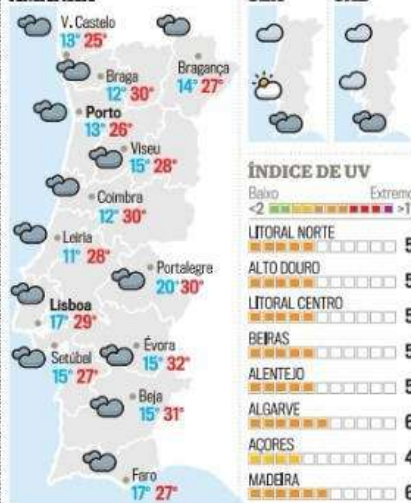 V. Castelo
13° 25°
Braga
12° 30°
Bragança
14° 27°
Porto
13° 26°
Viseu
15° 28°
Coimbra
12° 30°
Leiria
11° 28°
Portalegre
20° 30°
Lisboa
17° 29°
Setúbal
15° 27°
Évora
15° 32°
Beja
15° 31°
Faro
17° 27°
ÍNDICE DE UV
Baixo Extremo
<2 >1
LITORAL NORTE 5
ALTO DOURO 5
LITORAL CENTRO 5
BEIRAS 5
ALENTEJO 5
ALGARVE 6
AÇORES 4
MADEIRA 6